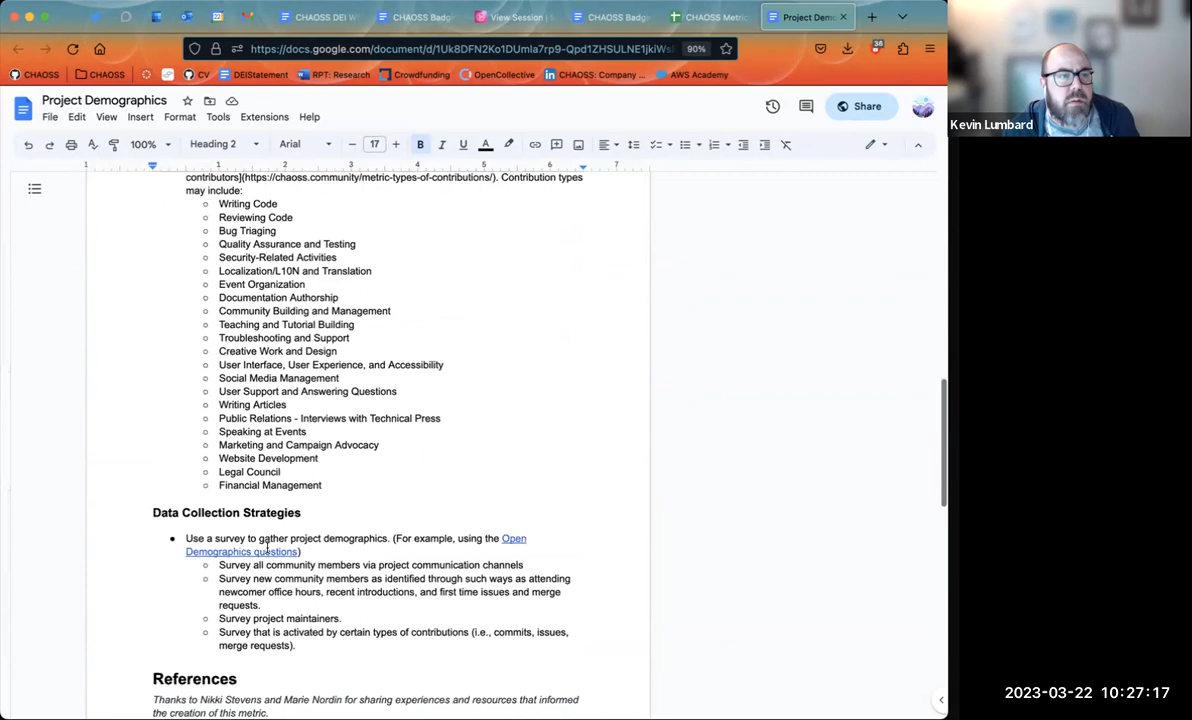 CHAOSS DEI W
CHAOSS Badg
View Session |
CHAOSS Badg
CHAOSS Metric
Project Demo
https://docs.google.com/document/d/1Uk8DFN2Ko1DUmla7rp9-Qpd1ZHSULNE1jkiWs
90%
38
CHAOSS
CHAOSS
CV
DEIStatement
RPT: Research
Crowdfunding
OpenCollective
CHAOSS: Company ...
AWS Academy
Kevin Lumbard
Project Demographics
File Edit View Insert Format Tools Extensions Help
Share
100% Heading 2 Arial 17 B I U A
1 1 2 3 4 5 6 7
contributors](https://chaoss.community/metric-types-of-contributions/). Contribution types
may include:
Writing Code
Reviewing Code
Bug Triaging
Quality Assurance and Testing
Security-Related Activities
Localization/L10N and Translation
Event Organization
Documentation Authorship
Community Building and Management
Teaching and Tutorial Building
Troubleshooting and Support
Creative Work and Design
User Interface, User Experience, and Accessibility
Social Media Management
User Support and Answering Questions
Writing Articles
Public Relations - Interviews with Technical Press
Speaking at Events
Marketing and Campaign Advocacy
Website Development
Legal Council
Financial Management
Data Collection Strategies
Use a survey to gather project demographics. (For example, using the Open
Demographics questions)
Survey all community members via project communication channels
Survey new community members as identified through such ways as attending
newcomer office hours, recent introductions, and first time issues and merge
requests.
Survey project maintainers.
Survey that is activated by certain types of contributions (i.e., commits, issues,
merge requests).
References
Thanks to Nikki Stevens and Marie Nordin for sharing experiences and resources that informed
the creation of this metric.
2023-03-22 10:27:17